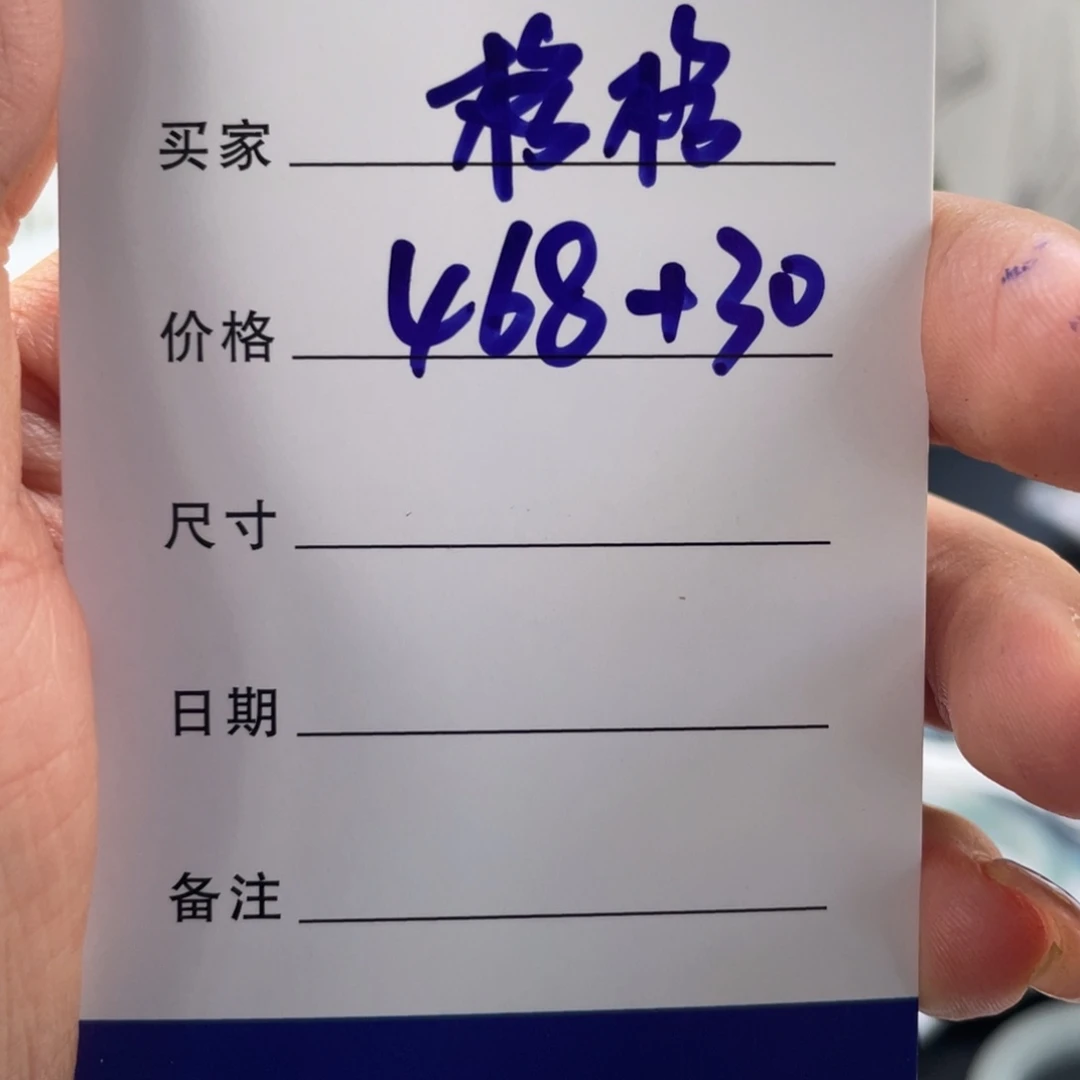 买家 格格
价格 468+30
尺寸
日期
备注